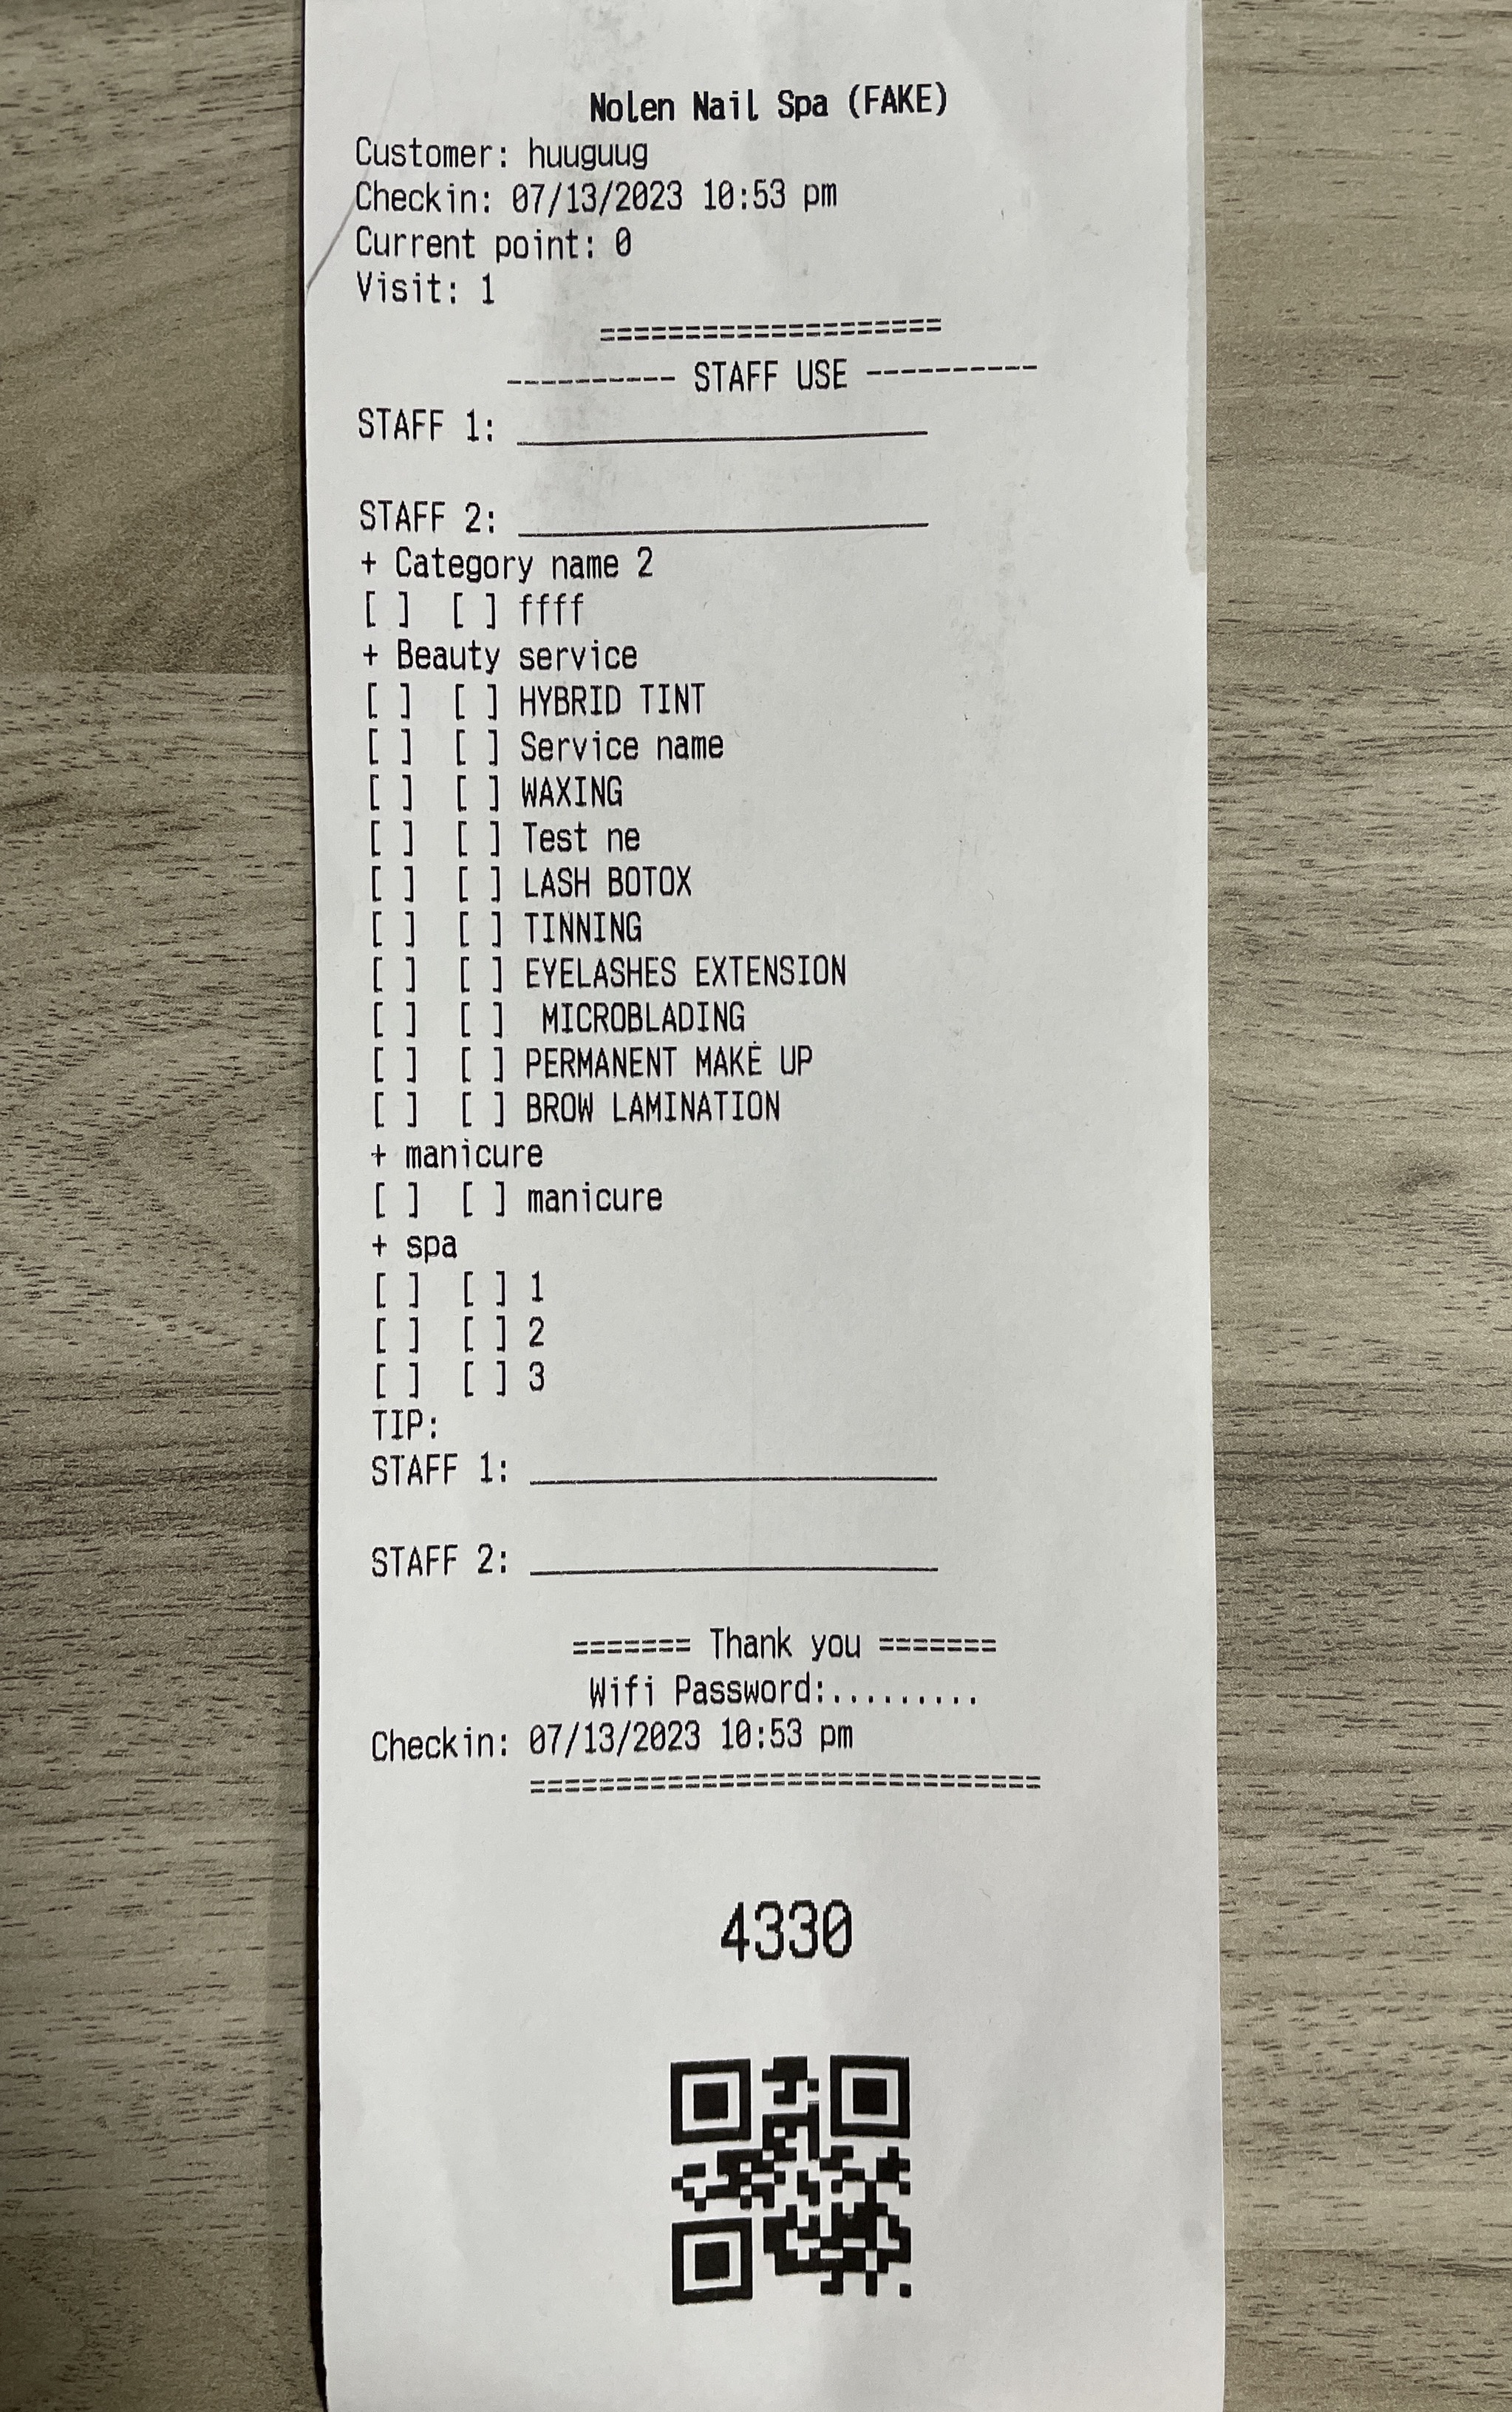 Nolen Nail Spa (FAKE)
Customer: huuguug
Checkin: 07/13/2023 10:53 pm
Current point: 0
Visit: 1
====================
---------- STAFF USE ----------
STAFF 1: ________________________
STAFF 2: ________________________
+ Category name 2
[ ]  [ ] ffff
+ Beauty service
[ ]  [ ] HYBRID TINT
[ ]  [ ] Service name
[ ]  [ ] WAXING
[ ]  [ ] Test ne
[ ]  [ ] LASH BOTOX
[ ]  [ ] TINNING
[ ]  [ ] EYELASHES EXTENSION
[ ]  [ ]  MICROBLADING
[ ]  [ ] PERMANENT MAKE UP
[ ]  [ ] BROW LAMINATION
+ manicure
[ ]  [ ] manicure
+ spa
[ ]  [ ] 1
[ ]  [ ] 2
[ ]  [ ] 3
TIP:
STAFF 1: ________________________
STAFF 2: ________________________
======= Thank you =======
Wifi Password:.........
Checkin: 07/13/2023 10:53 pm
==============================
4330